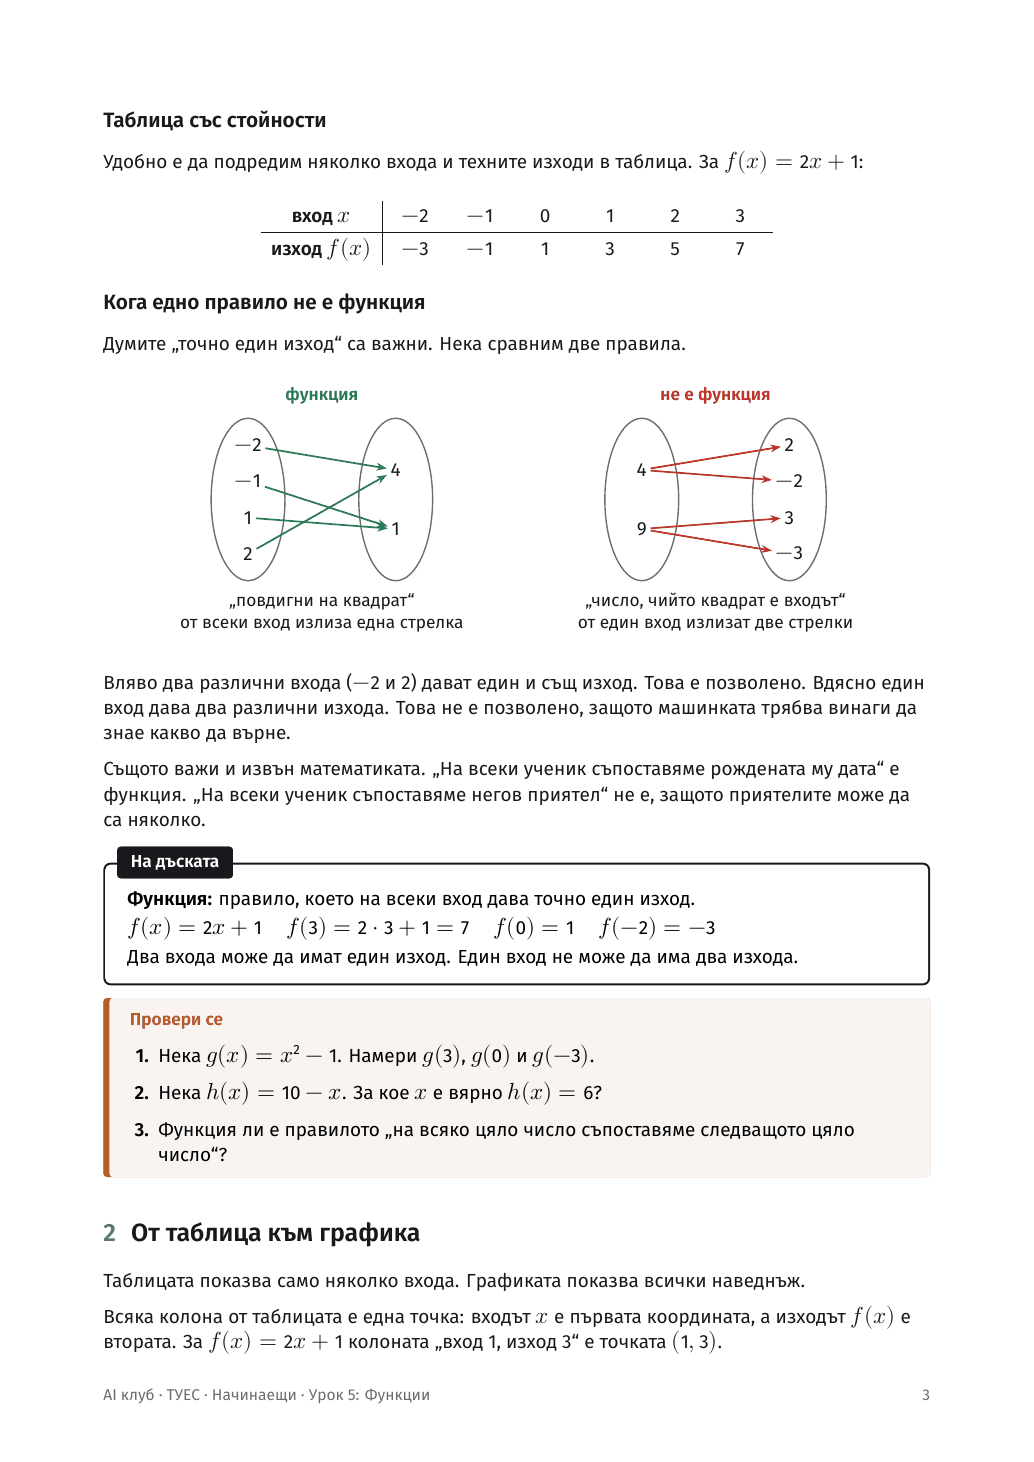 Таблица със стойности
Удобно е да подредим няколко входа и техните изходи в таблица. За f(x) = 2x + 1:
вход x −2 −1 0 1 2 3
изход f(x) −3 −1 1 3 5 7
Кога едно правило не е функция
Думите „точно един изход“ са важни. Нека сравним две правила.
функция
−2
−1
1
2
4
1
„повдигни на квадрат“
от всеки вход излиза една стрелка
не е функция
4
9
2
−2
3
−3
„число, чийто квадрат е входът“
от един вход излизат две стрелки
Вляво два различни входа (−2 и 2) дават един и същ изход. Това е позволено. Вдясно един
вход дава два различни изхода. Това не е позволено, защото машинката трябва винаги да
знае какво да върне.
Същото важи и извън математиката. „На всеки ученик съпоставяме рождената му дата“ е
функция. „На всеки ученик съпоставяме негов приятел“ не е, защото приятелите може да
са няколко.
На дъската
Функция: правило, което на всеки вход дава точно един изход.
f(x) = 2x + 1 f(3) = 2 · 3 + 1 = 7 f(0) = 1 f(−2) = −3
Два входа може да имат един изход. Един вход не може да има два изхода.
Провери се
1. Нека g(x) = x² − 1. Намери g(3), g(0) и g(−3).
2. Нека h(x) = 10 − x. За кое x е вярно h(x) = 6?
3. Функция ли е правилото „на всяко цяло число съпоставяме следващото цяло
число“?
2 От таблица към графика
Таблицата показва само няколко входа. Графиката показва всички наведнъж.
Всяка колона от таблицата е една точка: входът x е първата координата, а изходът f(x) е
втората. За f(x) = 2x + 1 колоната „вход 1, изход 3“ е точката (1, 3).
AI клуб · ТУЕС · Начинаещи · Урок 5: Функции 3